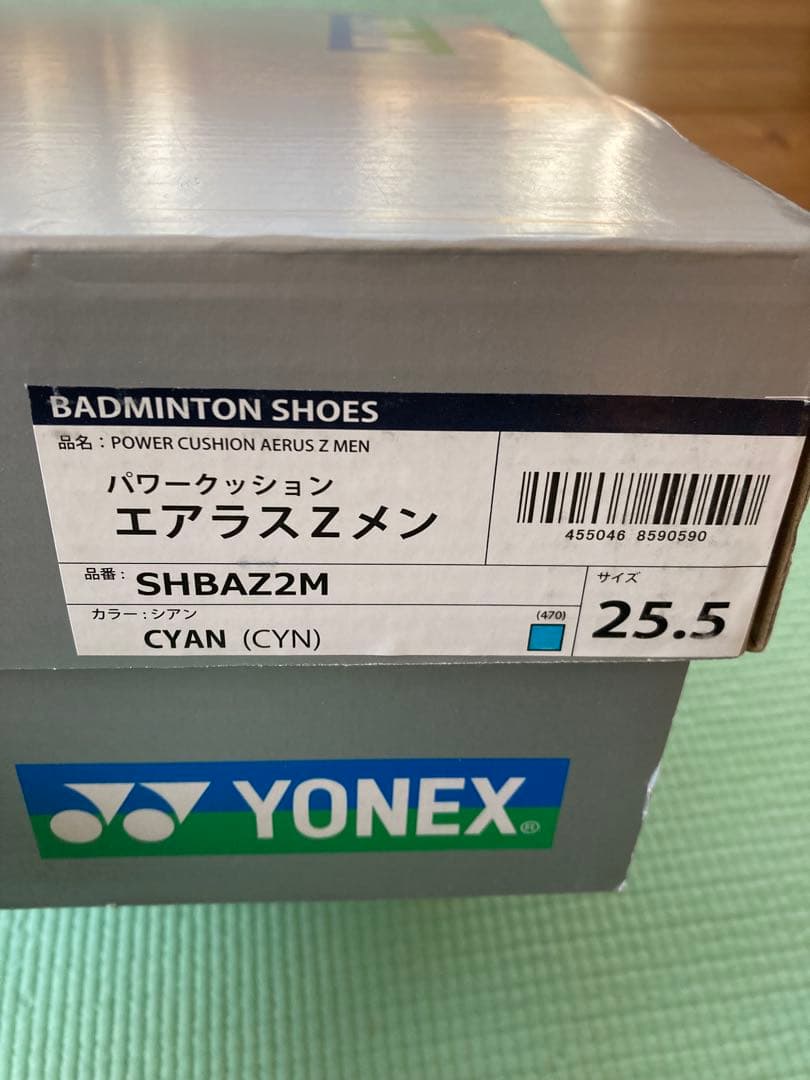 BADMINTON SHOES
品名：POWER CUSHION AERUS Z MEN
パワークッション
エアラスZメン
455046 8590590
品番： SHBAZ2M
サイズ
25.5
カラー：シアン
CYAN (CYN)
(470)
YONEX®